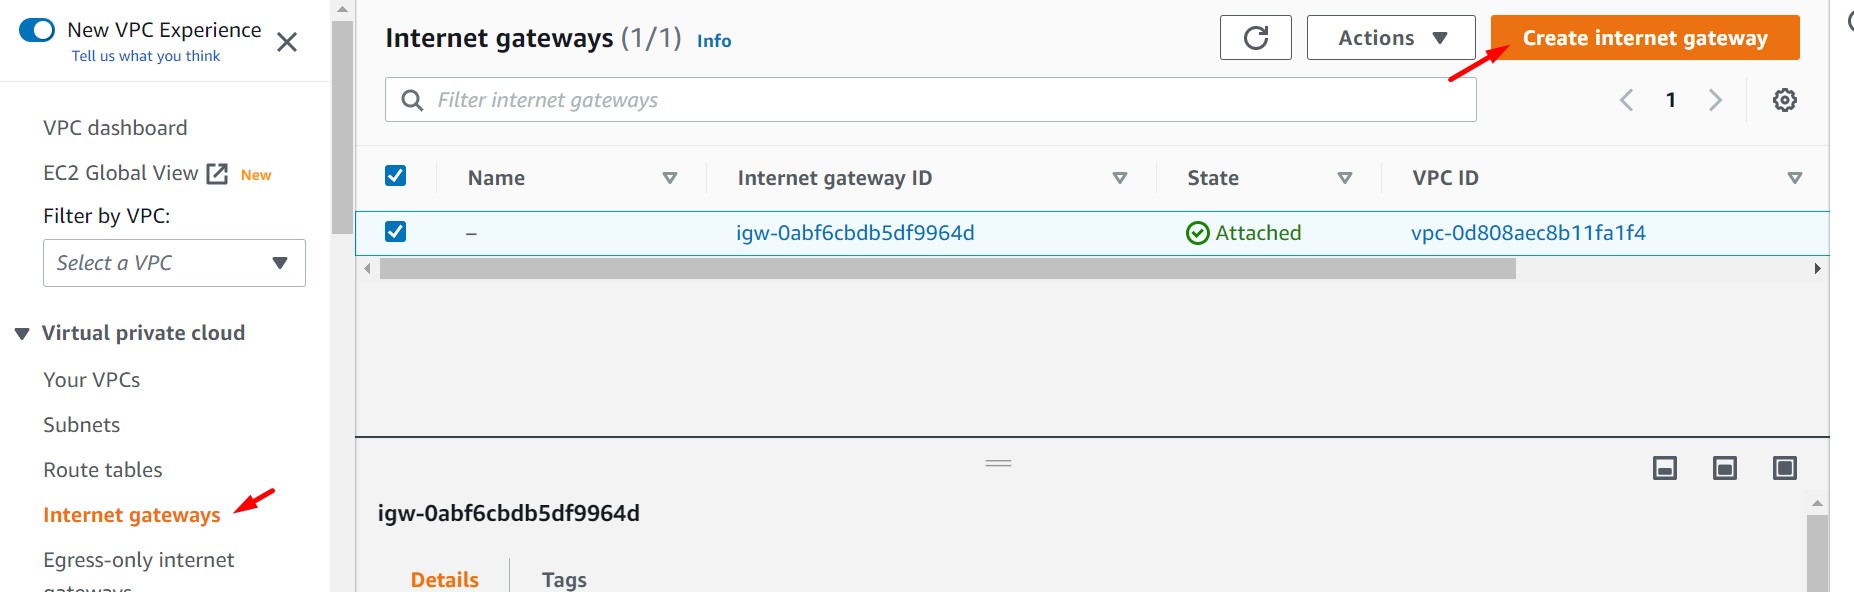 New VPC Experience
Tell us what you think
VPC dashboard
EC2 Global View New
Filter by VPC:
Select a VPC
Virtual private cloud
Your VPCs
Subnets
Route tables
Internet gateways
Egress-only internet
gateways
Internet gateways (1/1) Info
Actions
Create internet gateway
Filter internet gateways
1
Name Internet gateway ID State VPC ID
– igw-0abf6cbdb5df9964d Attached vpc-0d808aec8b11fa1f4
igw-0abf6cbdb5df9964d
Details Tags